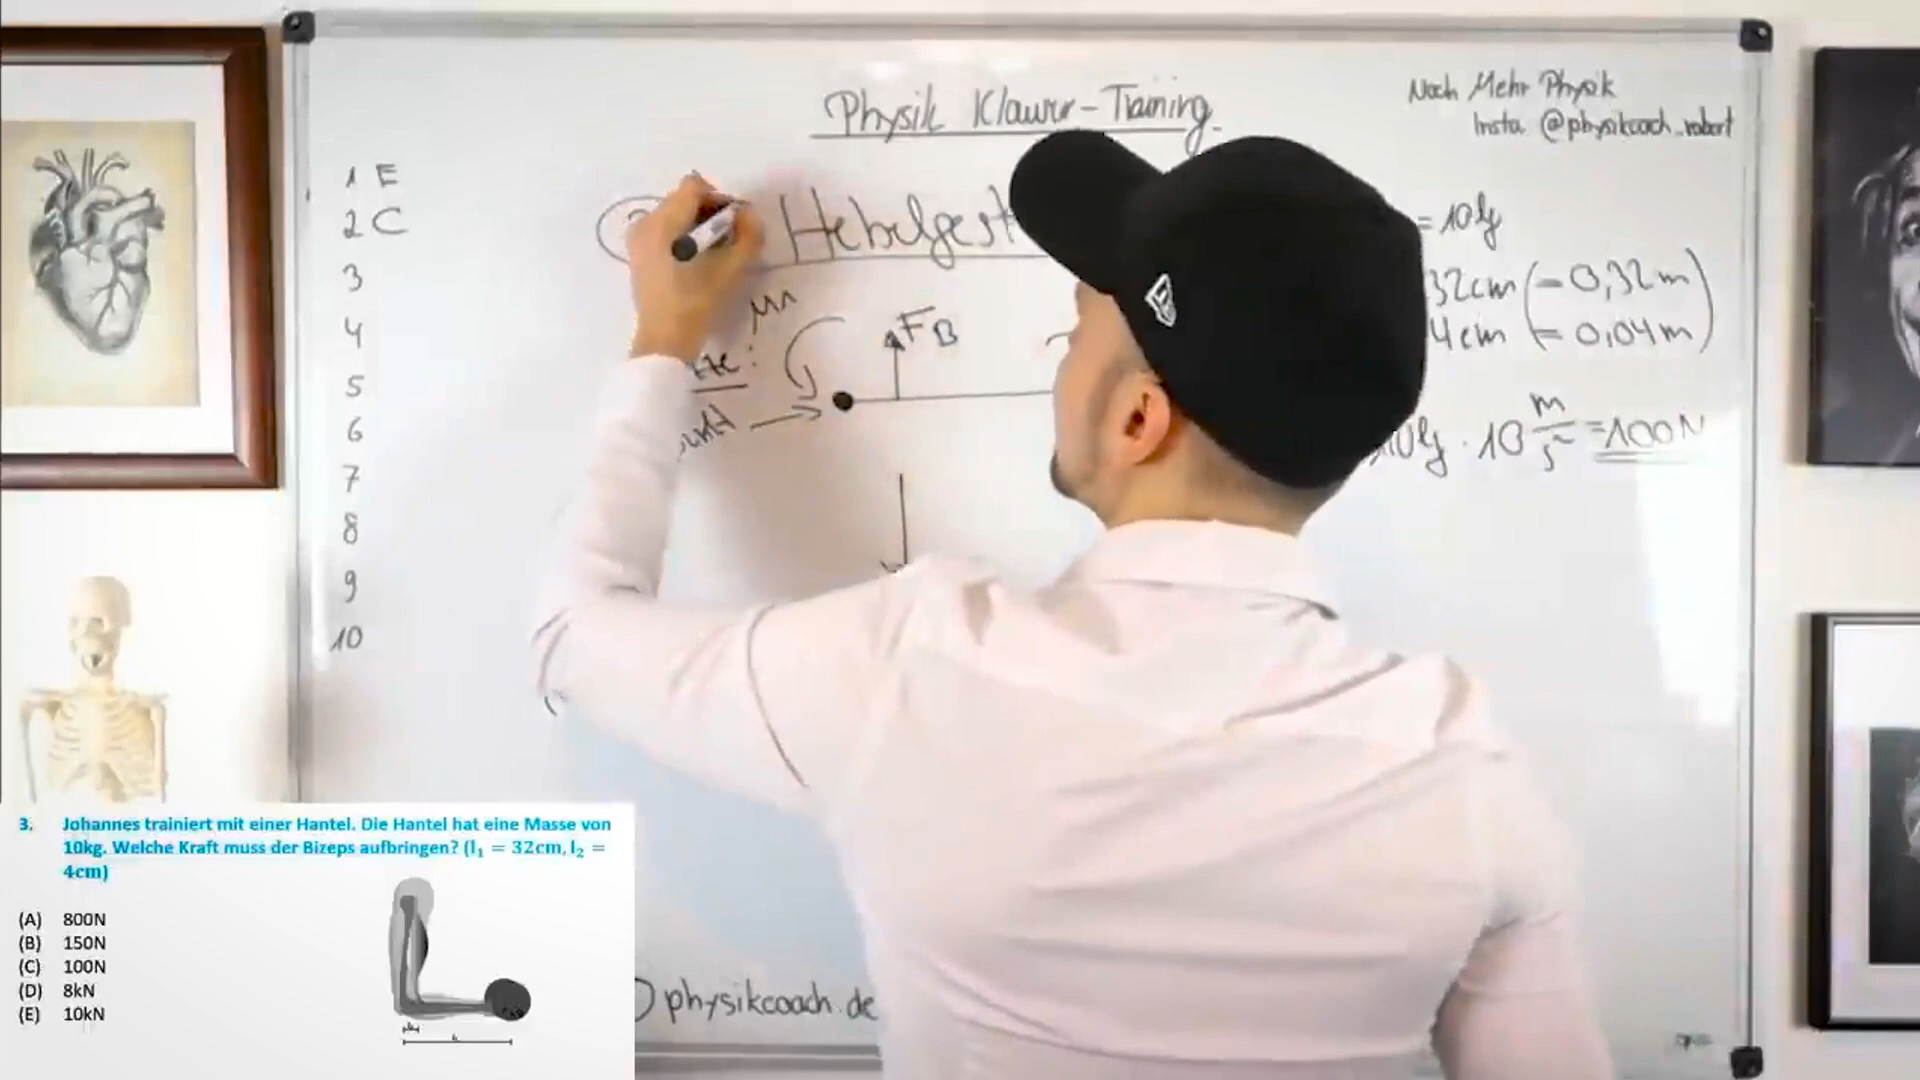 Physik Klausur-Training
Noch Mehr Physik
Insta @physikcoach_robert
1 E
2 C
3
4
5
6
7
8
9
10
Hebelgest
M1
F B
= 10kg
32cm (= 0,32m)
4cm (= 0,04m)
10kg · 10 m/s² = 100N
physikcoach.de
3. Johannes trainiert mit einer Hantel. Die Hantel hat eine Masse von
10kg. Welche Kraft muss der Bizeps aufbringen? (l₁ = 32cm, l₂ =
4cm)
(A) 800N
(B) 150N
(C) 100N
(D) 8kN
(E) 10kN